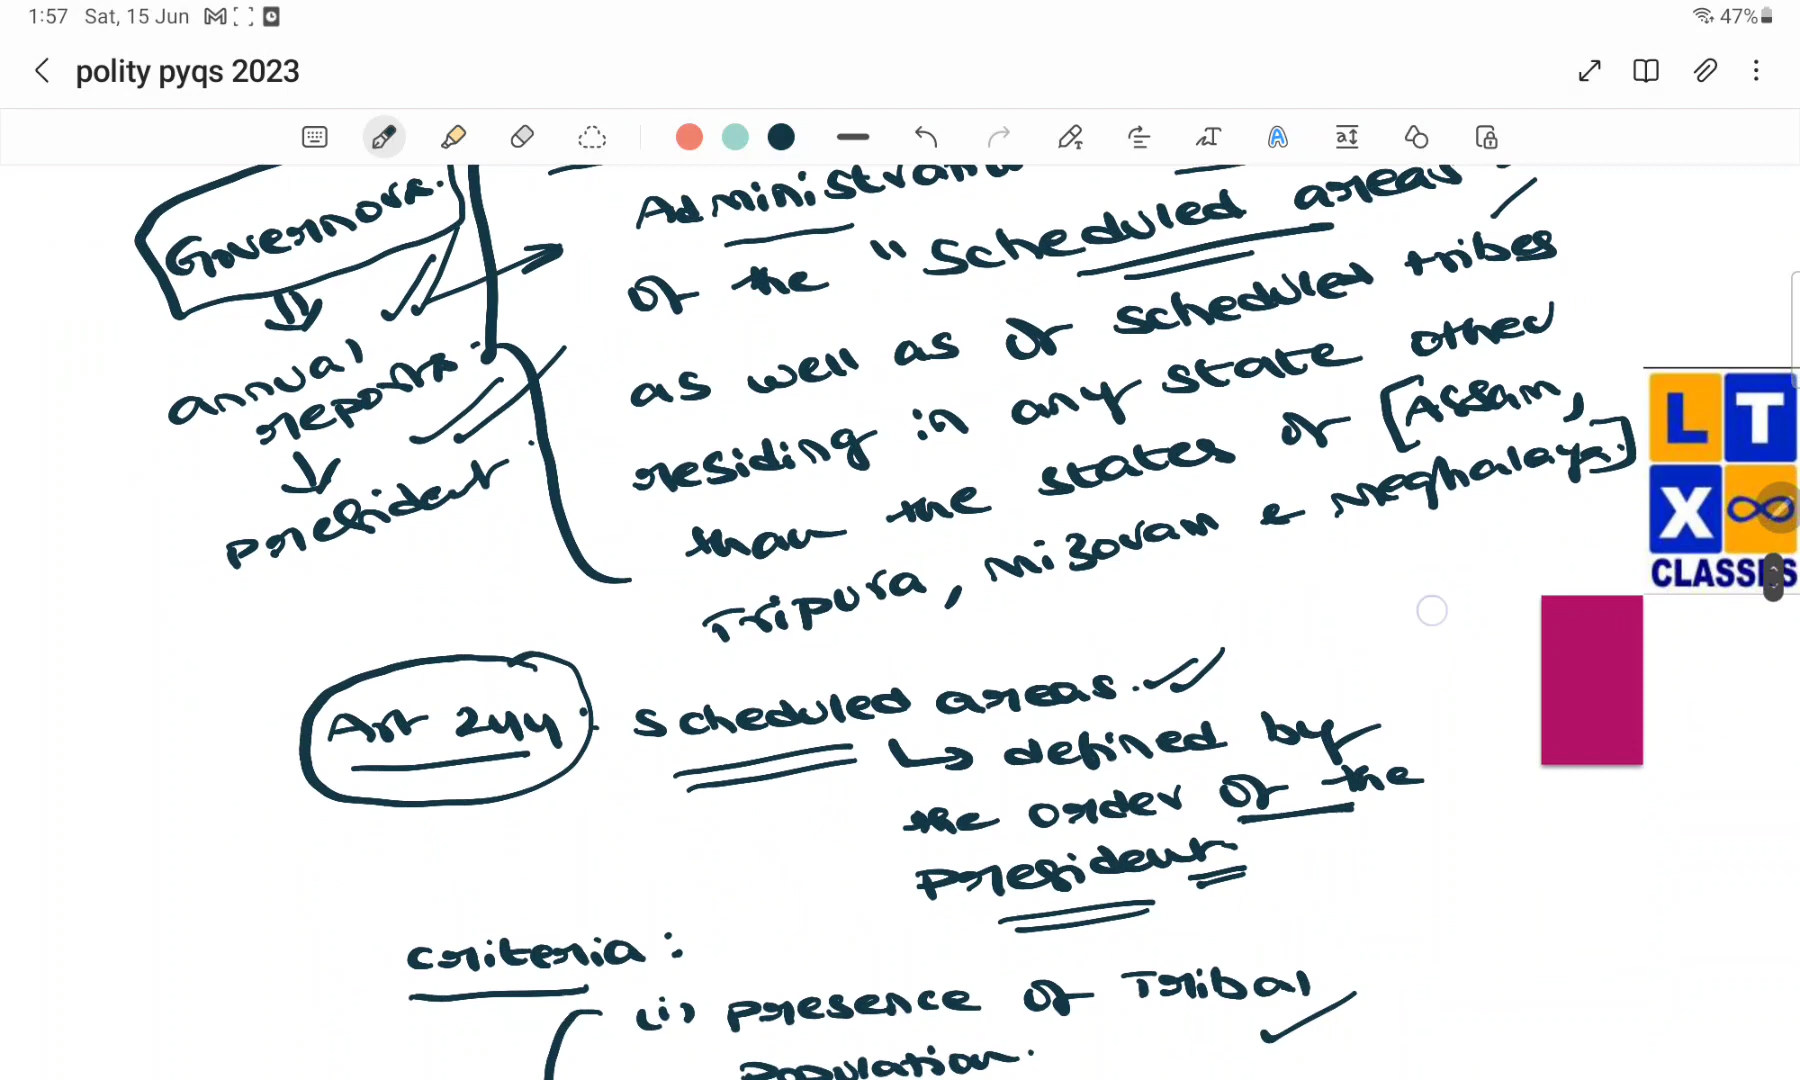 1:57 Sat, 15 Jun
47%
polity pyqs 2023
Governors.
annual
reports.
president
Administration
of the "Scheduled areas.
as well as of scheduled tribes
residing in any state other
than the states of [Assam,
Tripura, Mizoram & Meghalaya.]
Art 244: Scheduled areas.
defined by
the order of the
president
criteria:
(i) presence of Tribal
population.
L T
X ∞
CLASSES